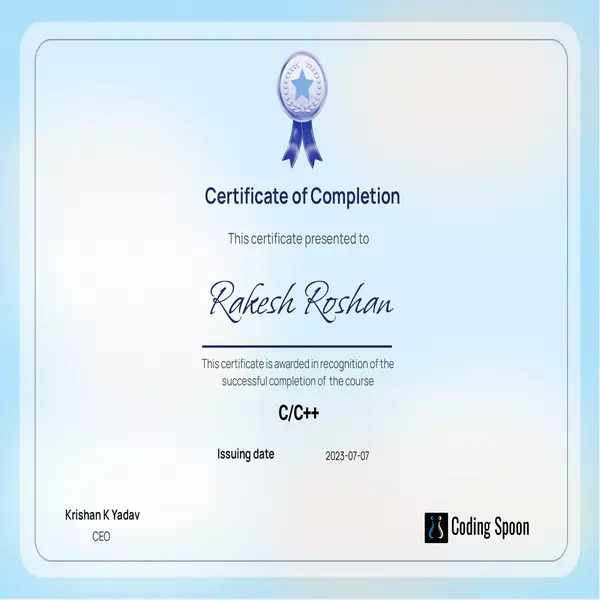 Certificate of Completion
This certificate presented to
Rakesh Roshan
This certificate is awarded in recognition of the
successful completion of the course
C/C++
Issuing date 2023-07-07
Krishan K Yadav
CEO
Coding Spoon